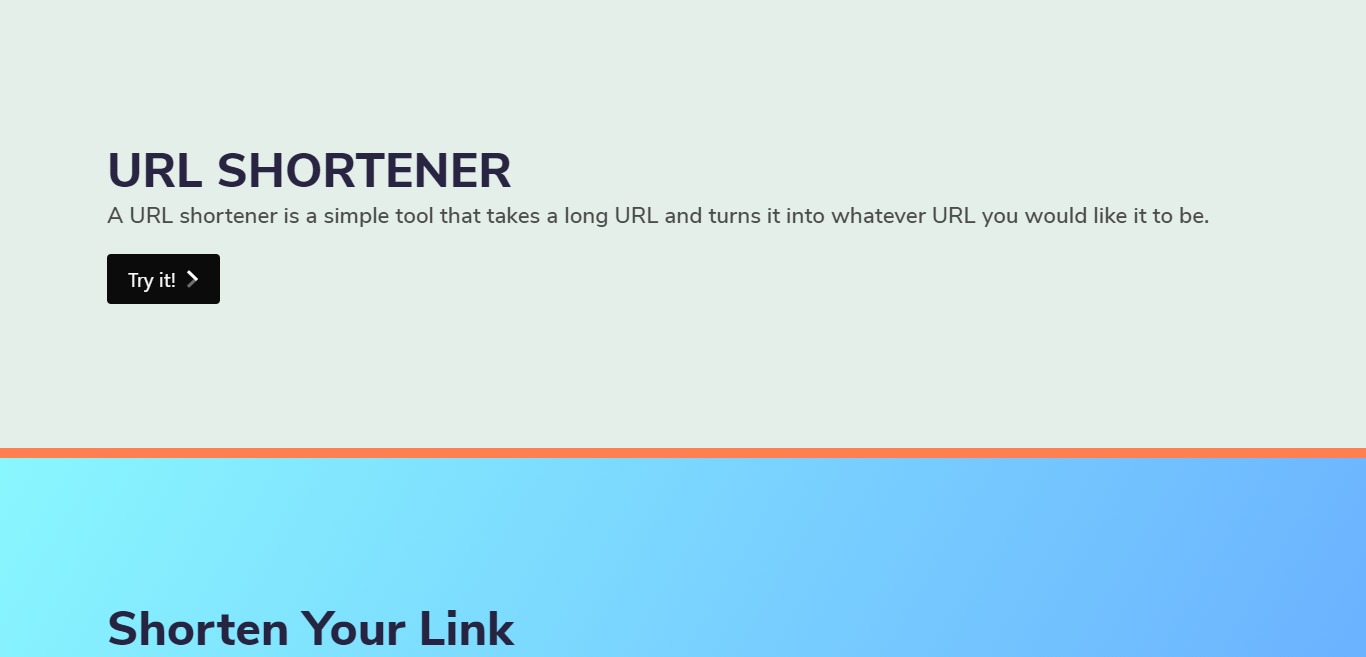 URL SHORTENER
A URL shortener is a simple tool that takes a long URL and turns it into whatever URL you would like it to be.
Try it!
Shorten Your Link